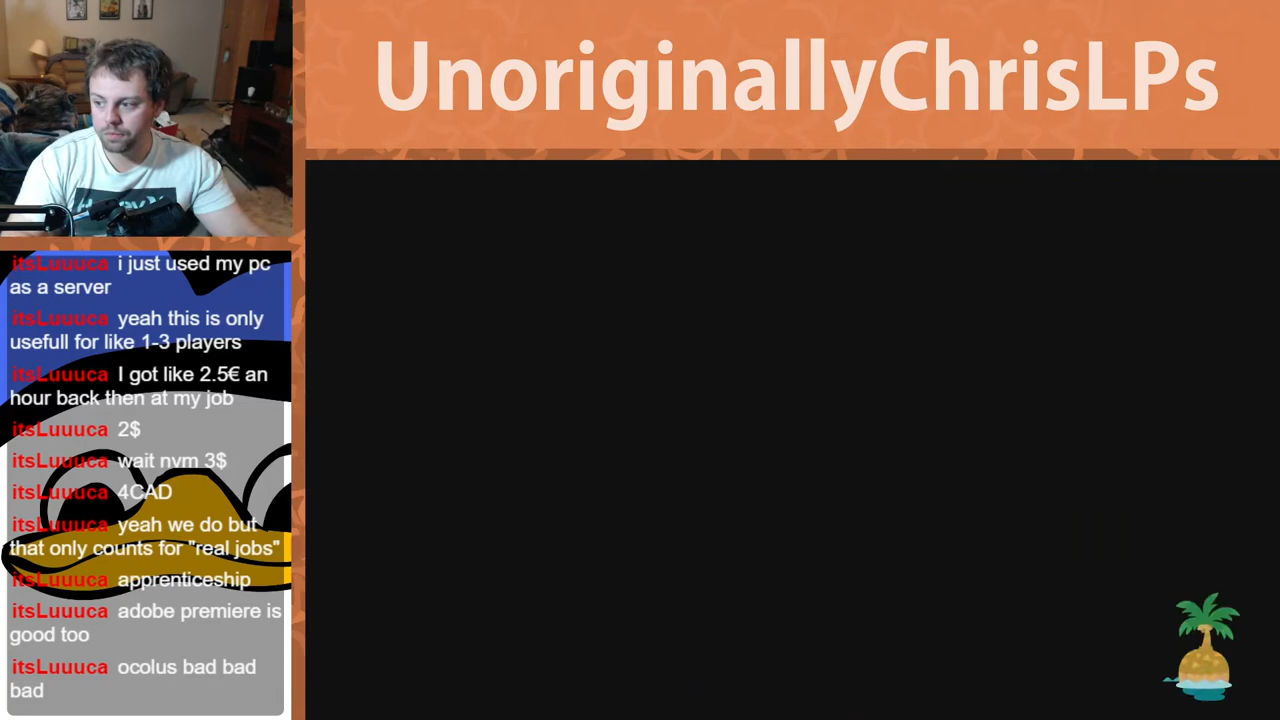 UnoriginallyChrisLPs
itsLuuuca i just used my pc
as a server
itsLuuuca yeah this is only
usefull for like 1-3 players
itsLuuuca I got like 2.5€ an
hour back then at my job
itsLuuuca 2$
itsLuuuca wait nvm 3$
itsLuuuca 4CAD
itsLuuuca yeah we do but
that only counts for "real jobs"
itsLuuuca apprenticeship
itsLuuuca adobe premiere is
good too
itsLuuuca ocolus bad bad
bad